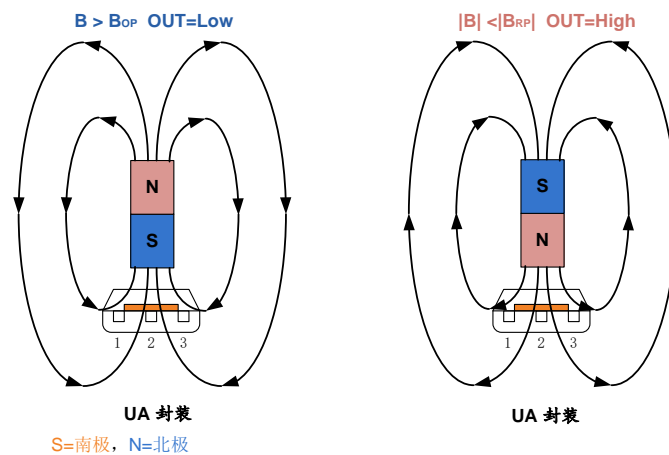 B > BOP OUT=Low
|B| <|BRP| OUT=High
N
S
1 2 3
UA 封装
S
N
1 2 3
UA 封装
S=南极，N=北极